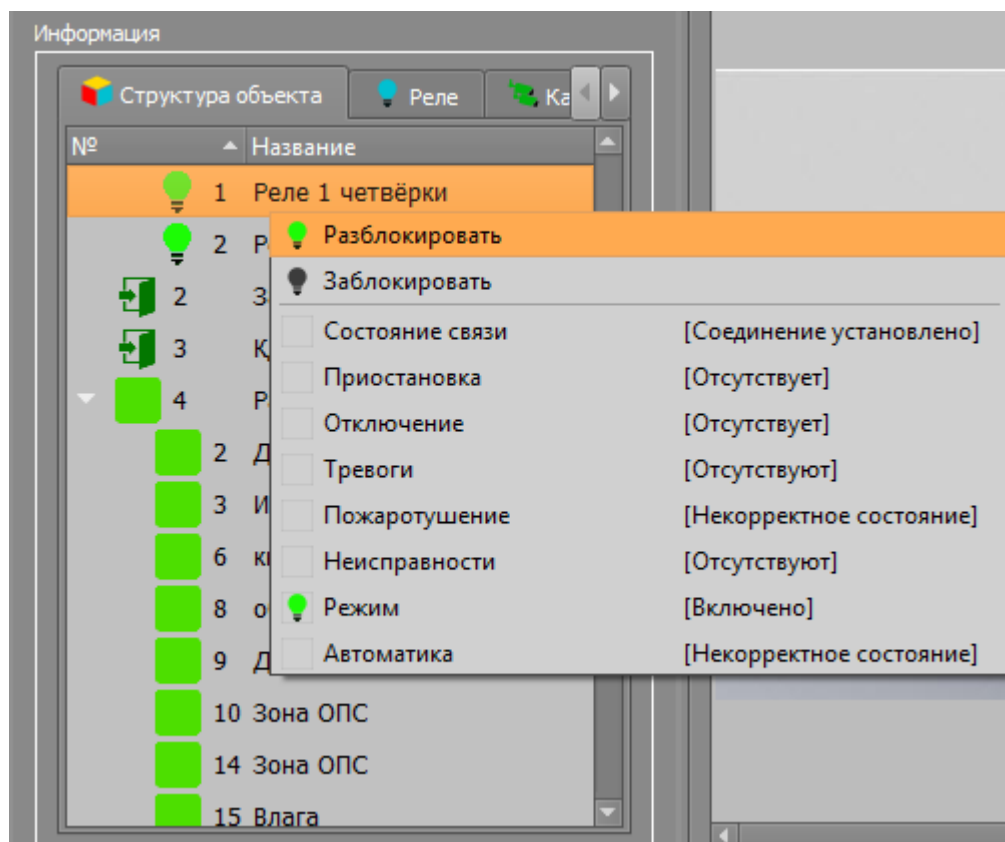 Информация
Структура объекта Реле
№ Название
1 Реле 1 четвёрки
2
Разблокировать
Заблокировать
2
Состояние связи [Соединение установлено]
3
Приостановка [Отсутствует]
4
Отключение [Отсутствует]
2
Тревоги [Отсутствуют]
3
Пожаротушение [Некорректное состояние]
6
Неисправности [Отсутствуют]
8
Режим [Включено]
9
Автоматика [Некорректное состояние]
10 Зона ОПС
14 Зона ОПС
15 Влага